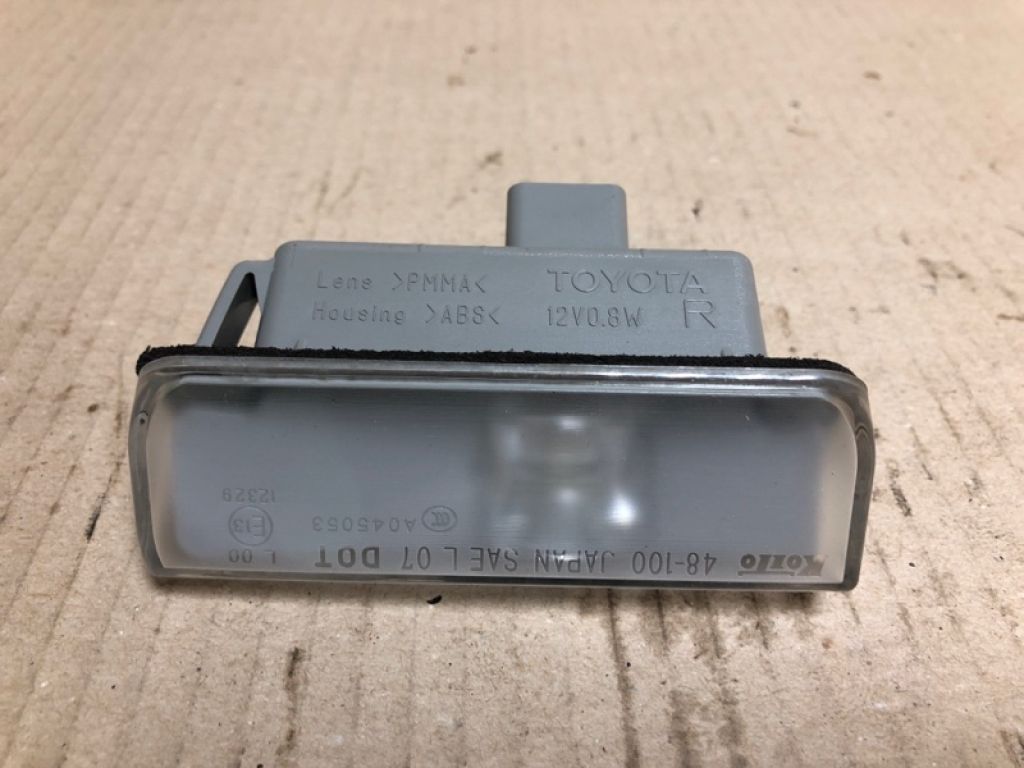 Lens >PMMA< TOYOTA
Housing >ABS< 12V0.8W R
Koito 48-100 JAPAN SAE L 07 DOT L 00
A045053 E13
12329